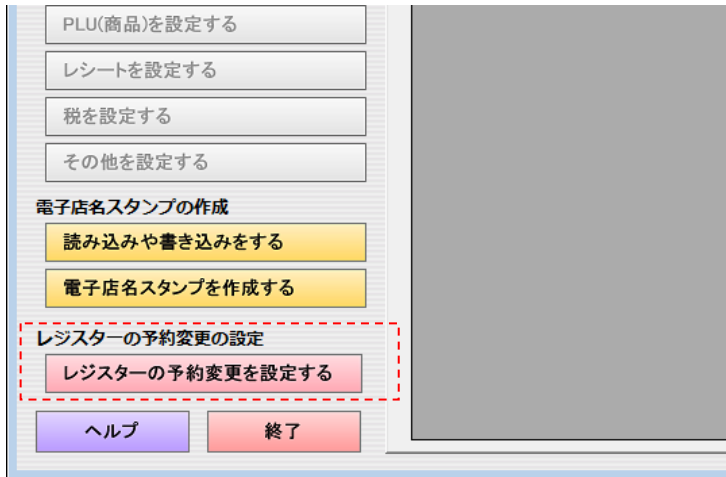 PLU(商品)を設定する
レシートを設定する
税を設定する
その他を設定する
電子店名スタンプの作成
読み込みや書き込みをする
電子店名スタンプを作成する
レジスターの予約変更の設定
レジスターの予約変更を設定する
ヘルプ
終了